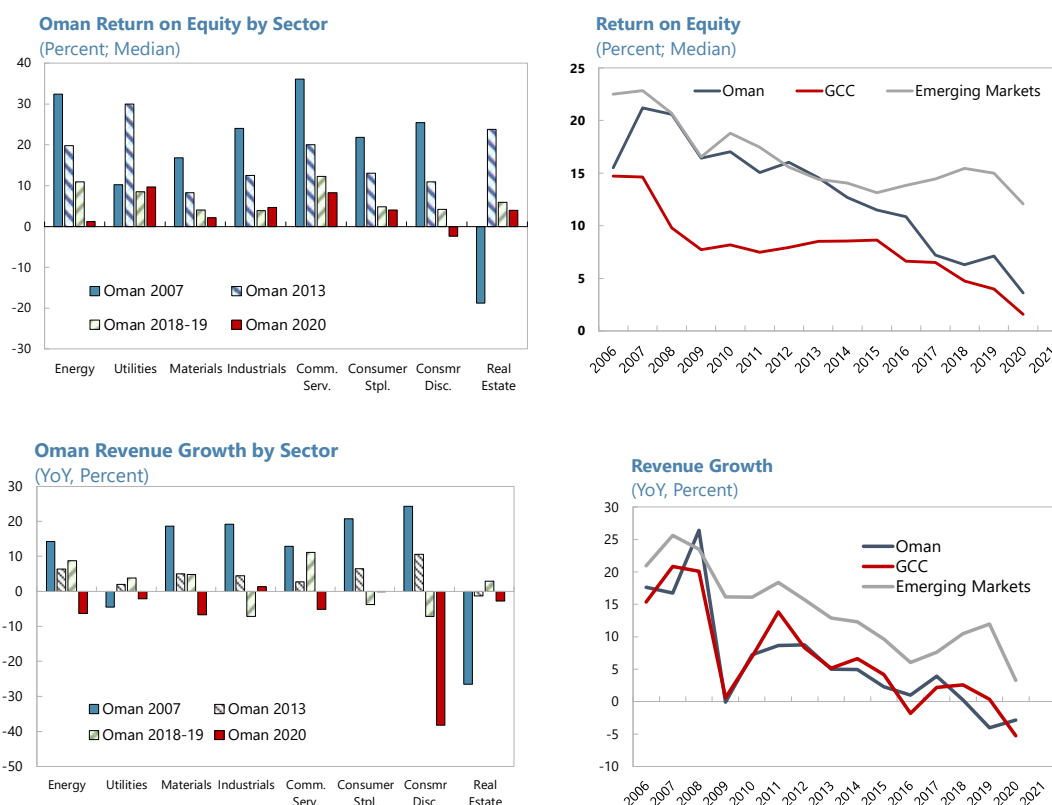 Oman Return on Equity by Sector
(Percent; Median)
40
30
20
10
0
-10
-20
-30
Oman 2007 Oman 2013
Oman 2018-19 Oman 2020
Energy Utilities Materials Industrials Comm. Serv. Consumer Stpl. Consmr Disc. Real Estate
Return on Equity
(Percent; Median)
25
20
15
10
5
0
Oman GCC Emerging Markets
2006 2007 2008 2009 2010 2011 2012 2013 2014 2015 2016 2017 2018 2019 2020 2021
Oman Revenue Growth by Sector
(YoY, Percent)
30
20
10
0
-10
-20
-30
-40
-50
Oman 2007 Oman 2013
Oman 2018-19 Oman 2020
Energy Utilities Materials Industrials Comm. Serv. Consumer Stpl. Consmr Disc. Real Estate
Revenue Growth
(YoY, Percent)
30
25
20
15
10
5
0
-5
-10
Oman
GCC
Emerging Markets
2006 2007 2008 2009 2010 2011 2012 2013 2014 2015 2016 2017 2018 2019 2020 2021